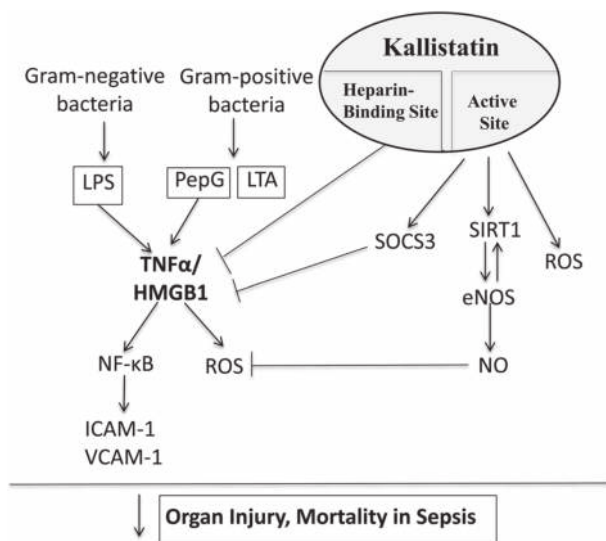 Kallistatin
Heparin-
Binding Site
Active
Site
Gram-negative
bacteria
Gram-positive
bacteria
LPS
PepG
LTA
TNFα/
HMGB1
SOCS3
SIRT1
ROS
eNOS
NF-κB
ROS
NO
ICAM-1
VCAM-1
Organ Injury, Mortality in Sepsis